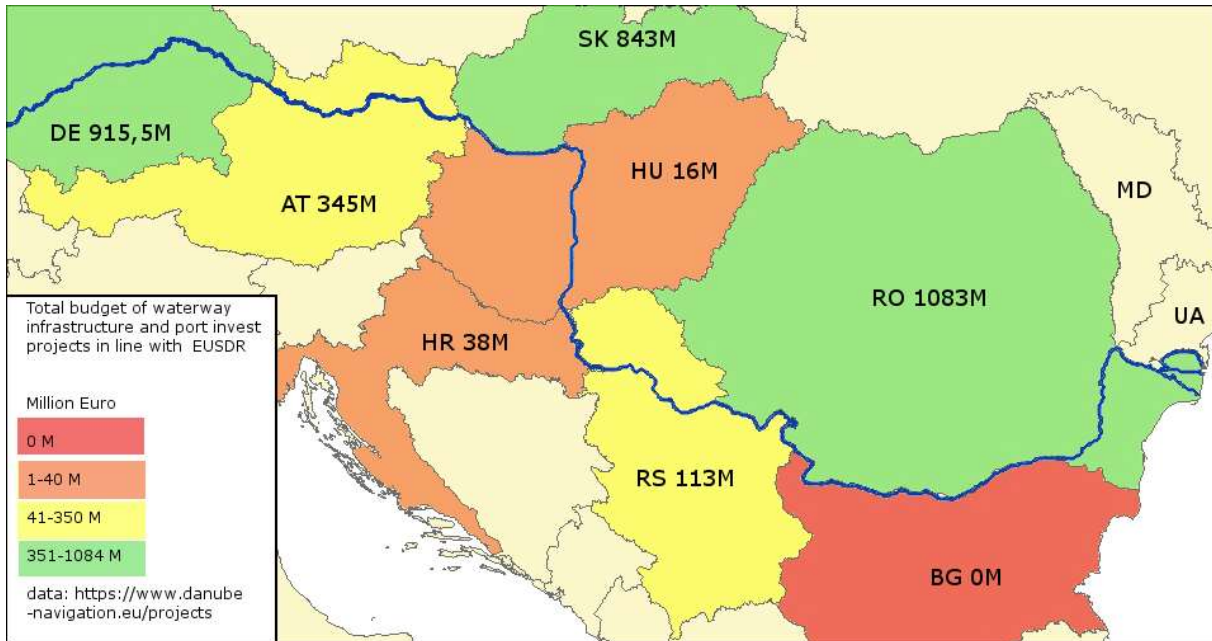 SK 843M
DE 915,5M
HU 16M
MD
AT 345M
RO 1083M
UA
Total budget of waterway
infrastructure and port invest
projects in line with EUSDR
HR 38M
Million Euro
0 M
1-40 M
41-350 M
351-1084 M
RS 113M
BG 0M
data: https://www.danube
-navigation.eu/projects